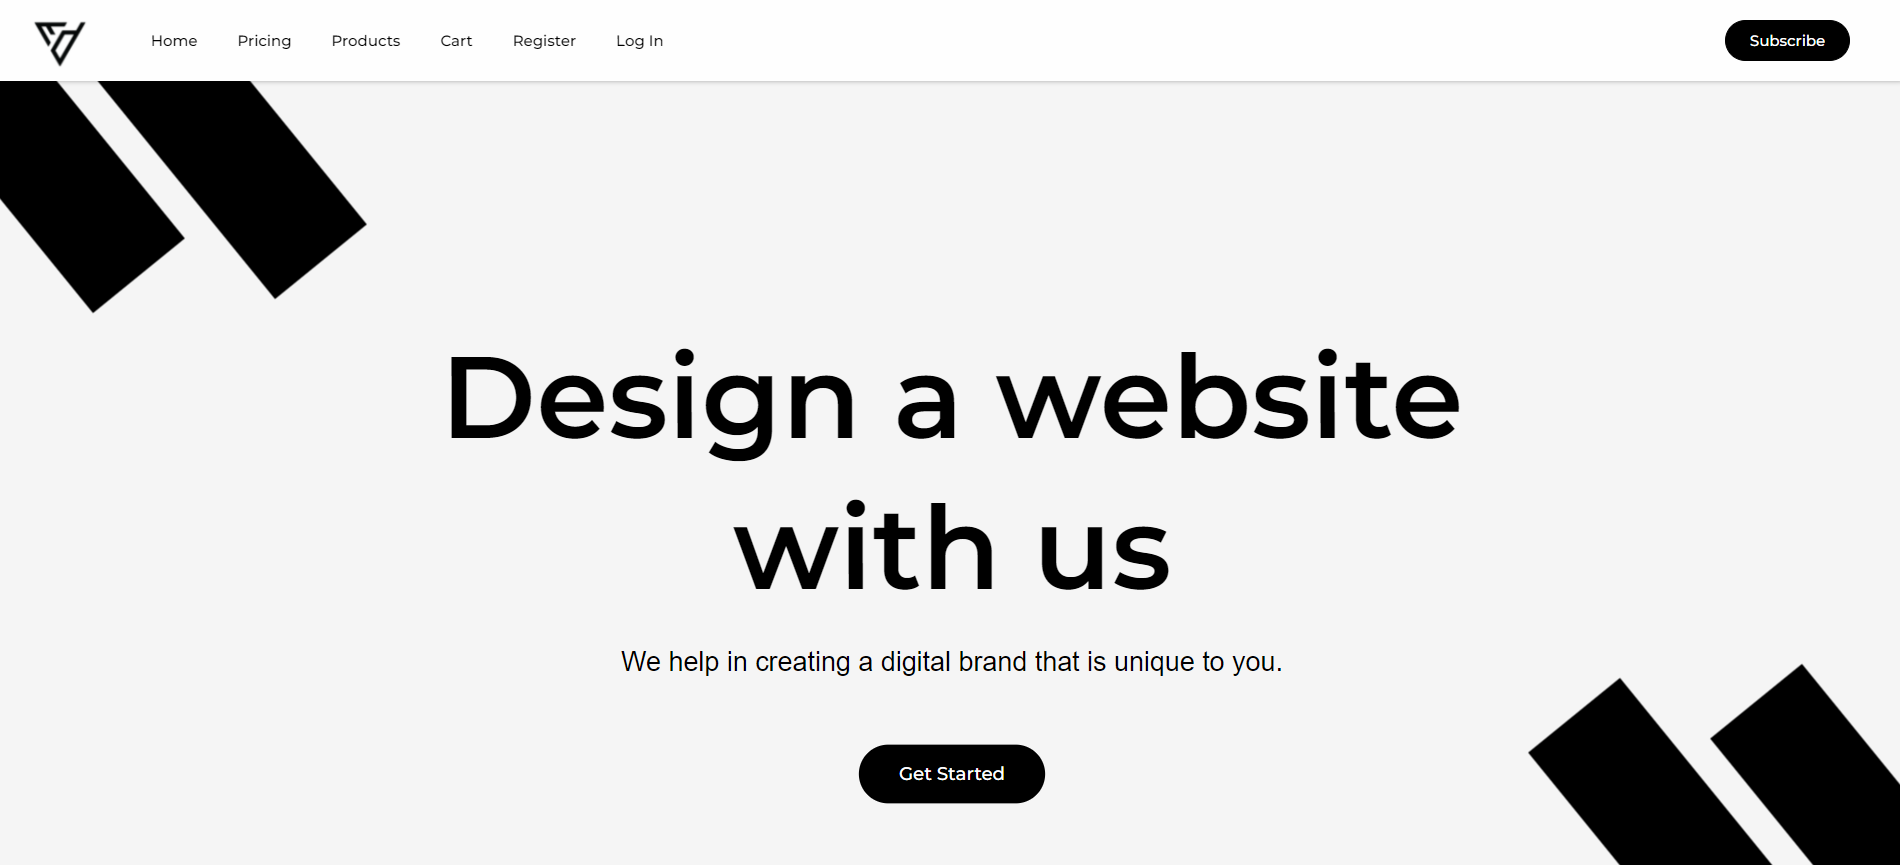 Home Pricing Products Cart Register Log In Subscribe
Design a website
with us
We help in creating a digital brand that is unique to you.
Get Started